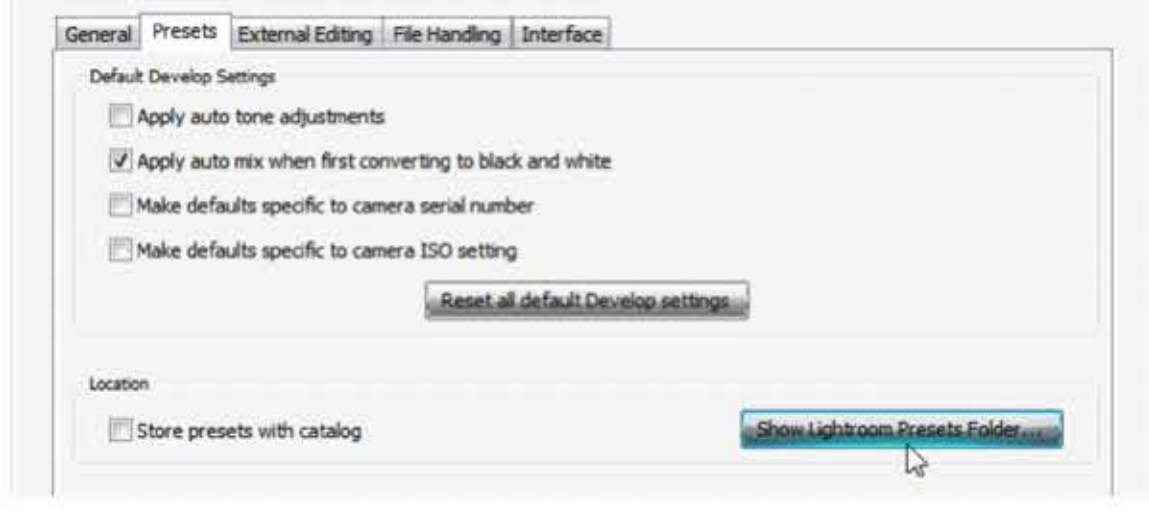 General Presets External Editing File Handling Interface
Default Develop Settings
Apply auto tone adjustments
Apply auto mix when first converting to black and white
Make defaults specific to camera serial number
Make defaults specific to camera ISO setting
Reset all default Develop settings
Location
Store presets with catalog
Show Lightroom Presets Folder...